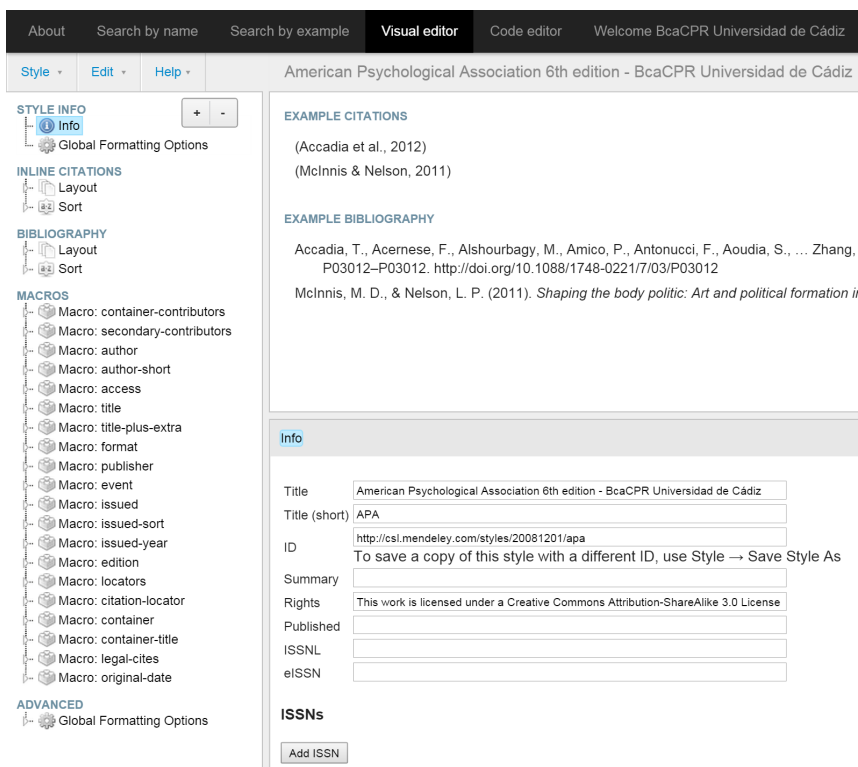 About Search by name Search by example Visual editor Code editor Welcome BcaCPR Universidad de Cádiz
Style Edit Help American Psychological Association 6th edition - BcaCPR Universidad de Cádiz
STYLE INFO
+ -
Info
Global Formatting Options
INLINE CITATIONS
Layout
Sort
BIBLIOGRAPHY
Layout
Sort
MACROS
Macro: container-contributors
Macro: secondary-contributors
Macro: author
Macro: author-short
Macro: access
Macro: title
Macro: title-plus-extra
Macro: format
Macro: publisher
Macro: event
Macro: issued
Macro: issued-sort
Macro: issued-year
Macro: edition
Macro: locators
Macro: citation-locator
Macro: container
Macro: container-title
Macro: legal-cites
Macro: original-date
ADVANCED
Global Formatting Options
EXAMPLE CITATIONS
(Accadia et al., 2012)
(McInnis & Nelson, 2011)
EXAMPLE BIBLIOGRAPHY
Accadia, T., Acernese, F., Alshourbagy, M., Amico, P., Antonucci, F., Aoudia, S., … Zhang,
P03012–P03012. http://doi.org/10.1088/1748-0221/7/03/P03012
McInnis, M. D., & Nelson, L. P. (2011). Shaping the body politic: Art and political formation in
Info
Title American Psychological Association 6th edition - BcaCPR Universidad de Cádiz
Title (short) APA
ID http://csl.mendeley.com/styles/20081201/apa
To save a copy of this style with a different ID, use Style → Save Style As
Summary
Rights This work is licensed under a Creative Commons Attribution-ShareAlike 3.0 License
Published
ISSNL
eISSN
ISSNs
Add ISSN